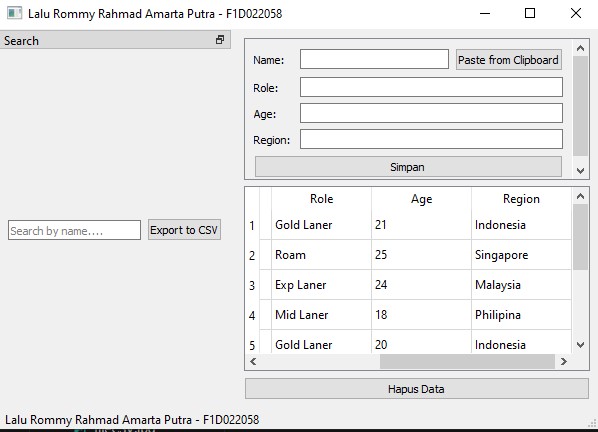 Lalu Rommy Rahmad Amarta Putra - F1D022058
Search
Name:
Paste from Clipboard
Role:
Age:
Region:
Simpan
Search by name....
Export to CSV
Role Age Region
1 Gold Laner 21 Indonesia
2 Roam 25 Singapore
3 Exp Laner 24 Malaysia
4 Mid Laner 18 Philipina
5 Gold Laner 20 Indonesia
Hapus Data
Lalu Rommy Rahmad Amarta Putra - F1D022058